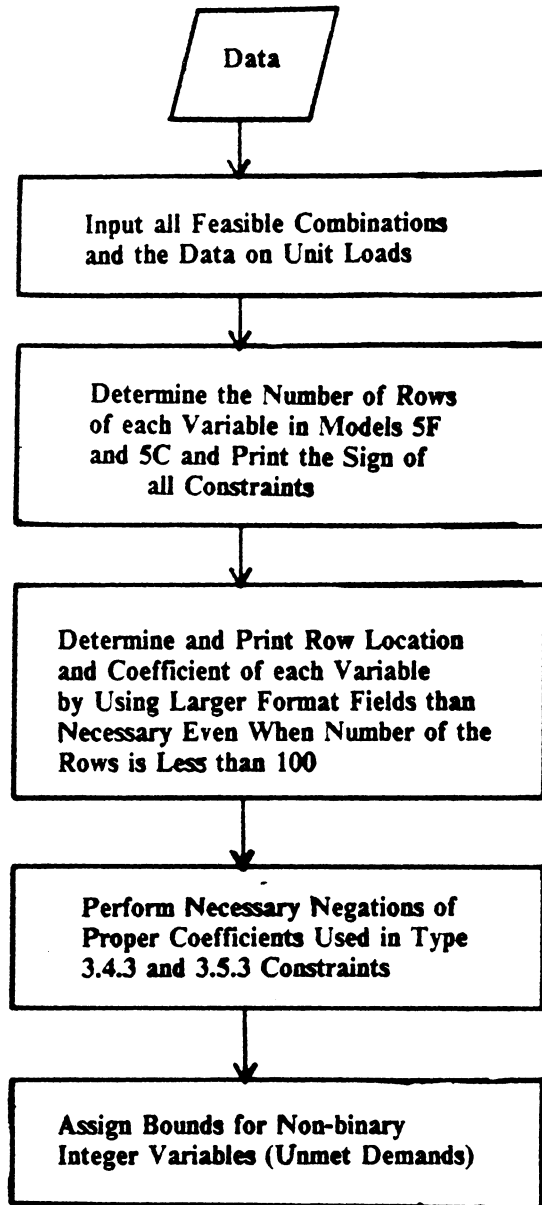 Data
Input all Feasible Combinations
and the Data on Unit Loads
Determine the Number of Rows
of each Variable in Models 5F
and 5C and Print the Sign of
all Constraints
Determine and Print Row Location
and Coefficient of each Variable
by Using Larger Format Fields than
Necessary Even When Number of the
Rows is Less than 100
Perform Necessary Negations of
Proper Coefficients Used in Type
3.4.3 and 3.5.3 Constraints
Assign Bounds for Non-binary
Integer Variables (Unmet Demands)